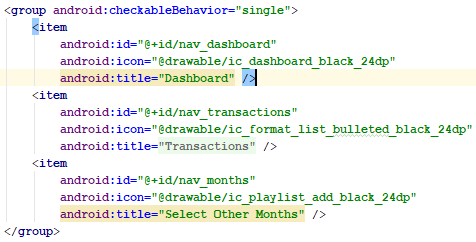 <group android:checkableBehavior="single">
<item
android:id="@+id/nav_dashboard"
android:icon="@drawable/ic_dashboard_black_24dp"
android:title="Dashboard" />
<item
android:id="@+id/nav_transactions"
android:icon="@drawable/ic_format_list_bulleted_black_24dp"
android:title="Transactions" />
<item
android:id="@+id/nav_months"
android:icon="@drawable/ic_playlist_add_black_24dp"
android:title="Select Other Months" />
</group>